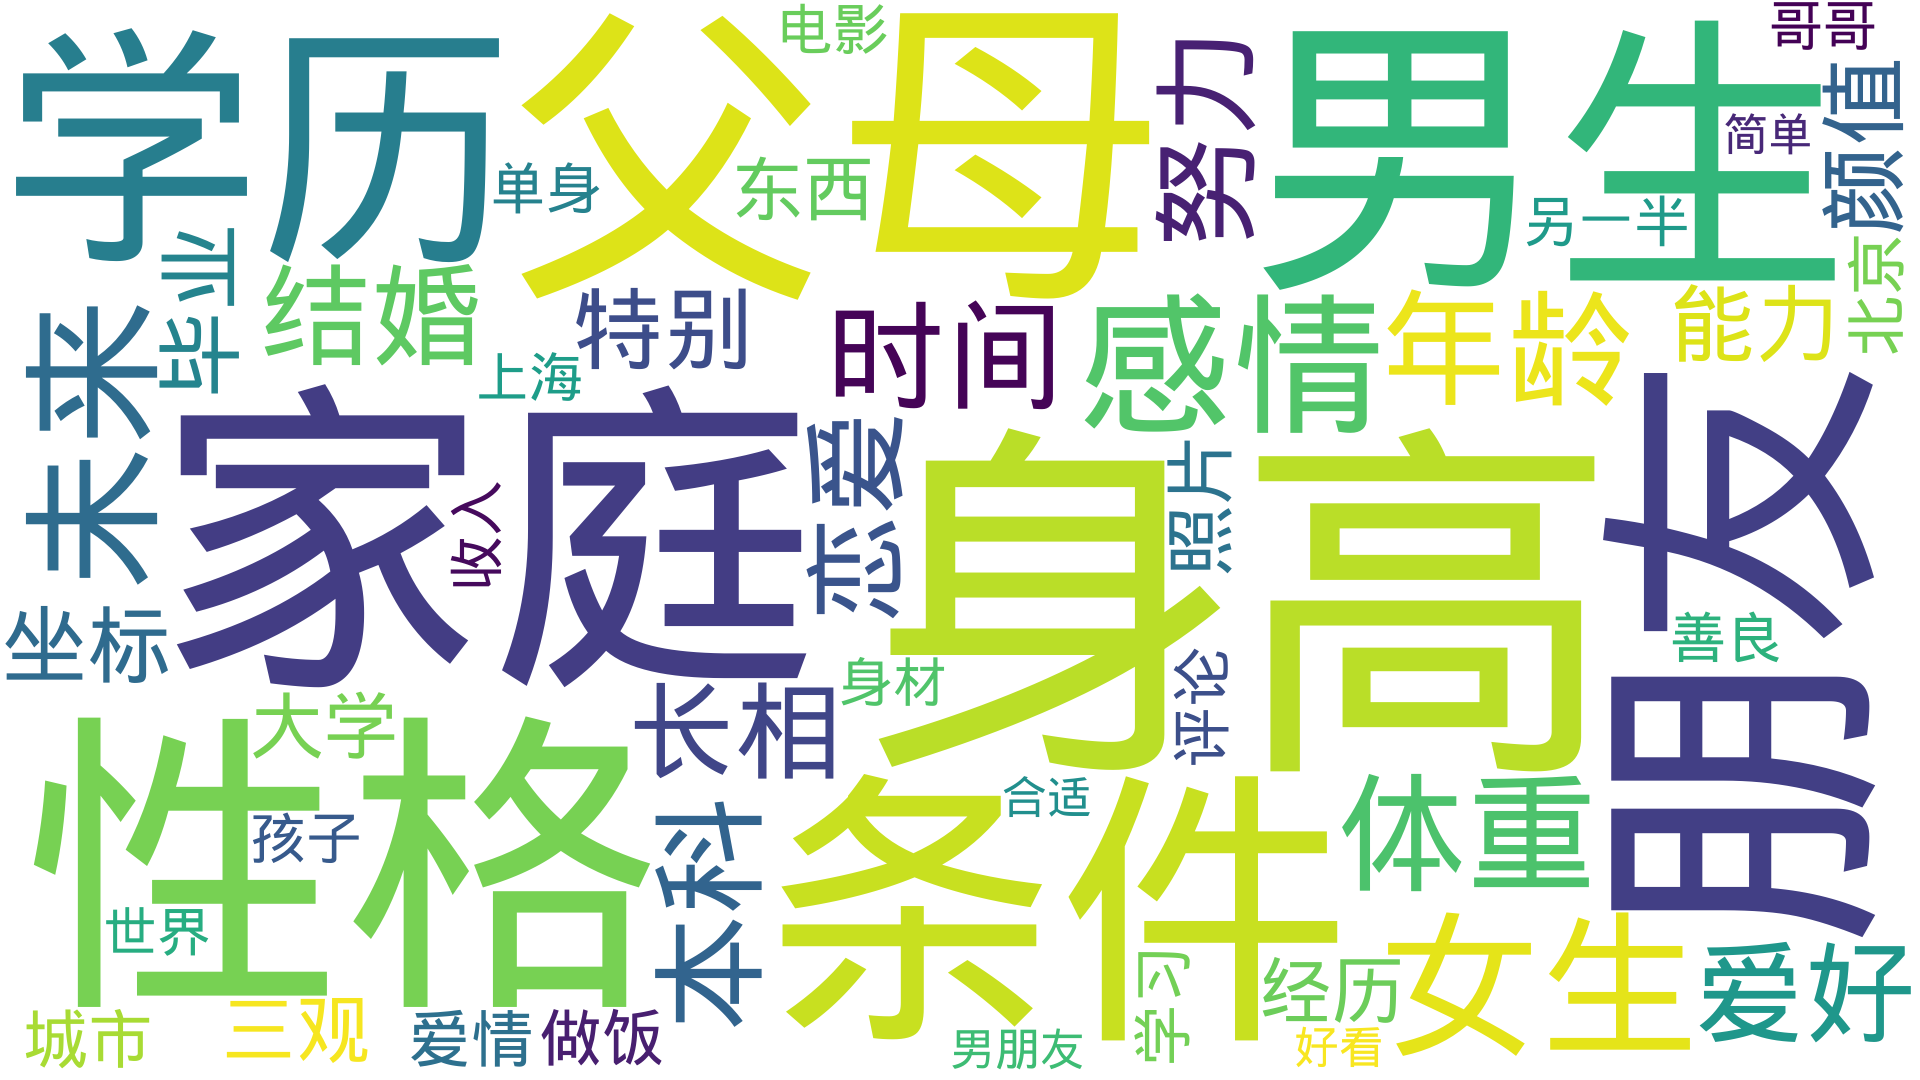 学历
父母
男生
电影
努力
哥哥
颜值
简单
单身
东西
另一半
毕业
结婚
特别
时间
感情
年龄
能力
北京
未来
上海
家庭
恋爱
身高
照片
朋友
收入
坐标
善良
身材
评论
长相
大学
性格
条件
体重
合适
孩子
本科
世界
女生
爱好
经历
学习
城市
三观
爱情
做饭
男朋友
好看